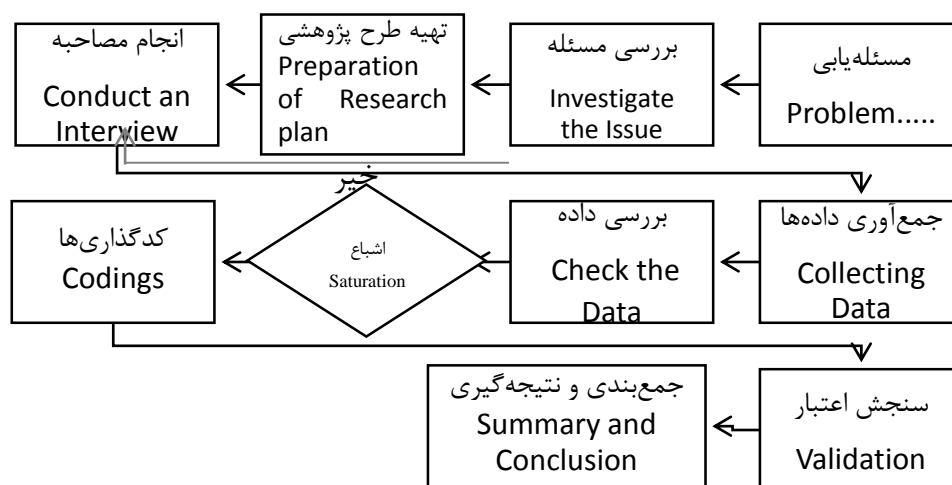 مسئله‌یابی
Problem.....
بررسی مسئله
Investigate
the Issue
تهیه طرح پژوهشی
Preparation
of Research
plan
انجام مصاحبه
Conduct an
Interview
خیر
جمع‌آوری داده‌ها
Collecting
Data
بررسی داده
Check the
Data
اشباع
Saturation
کدگذاری‌ها
Codings
سنجش اعتبار
Validation
جمع‌بندی و نتیجه‌گیری
Summary and
Conclusion